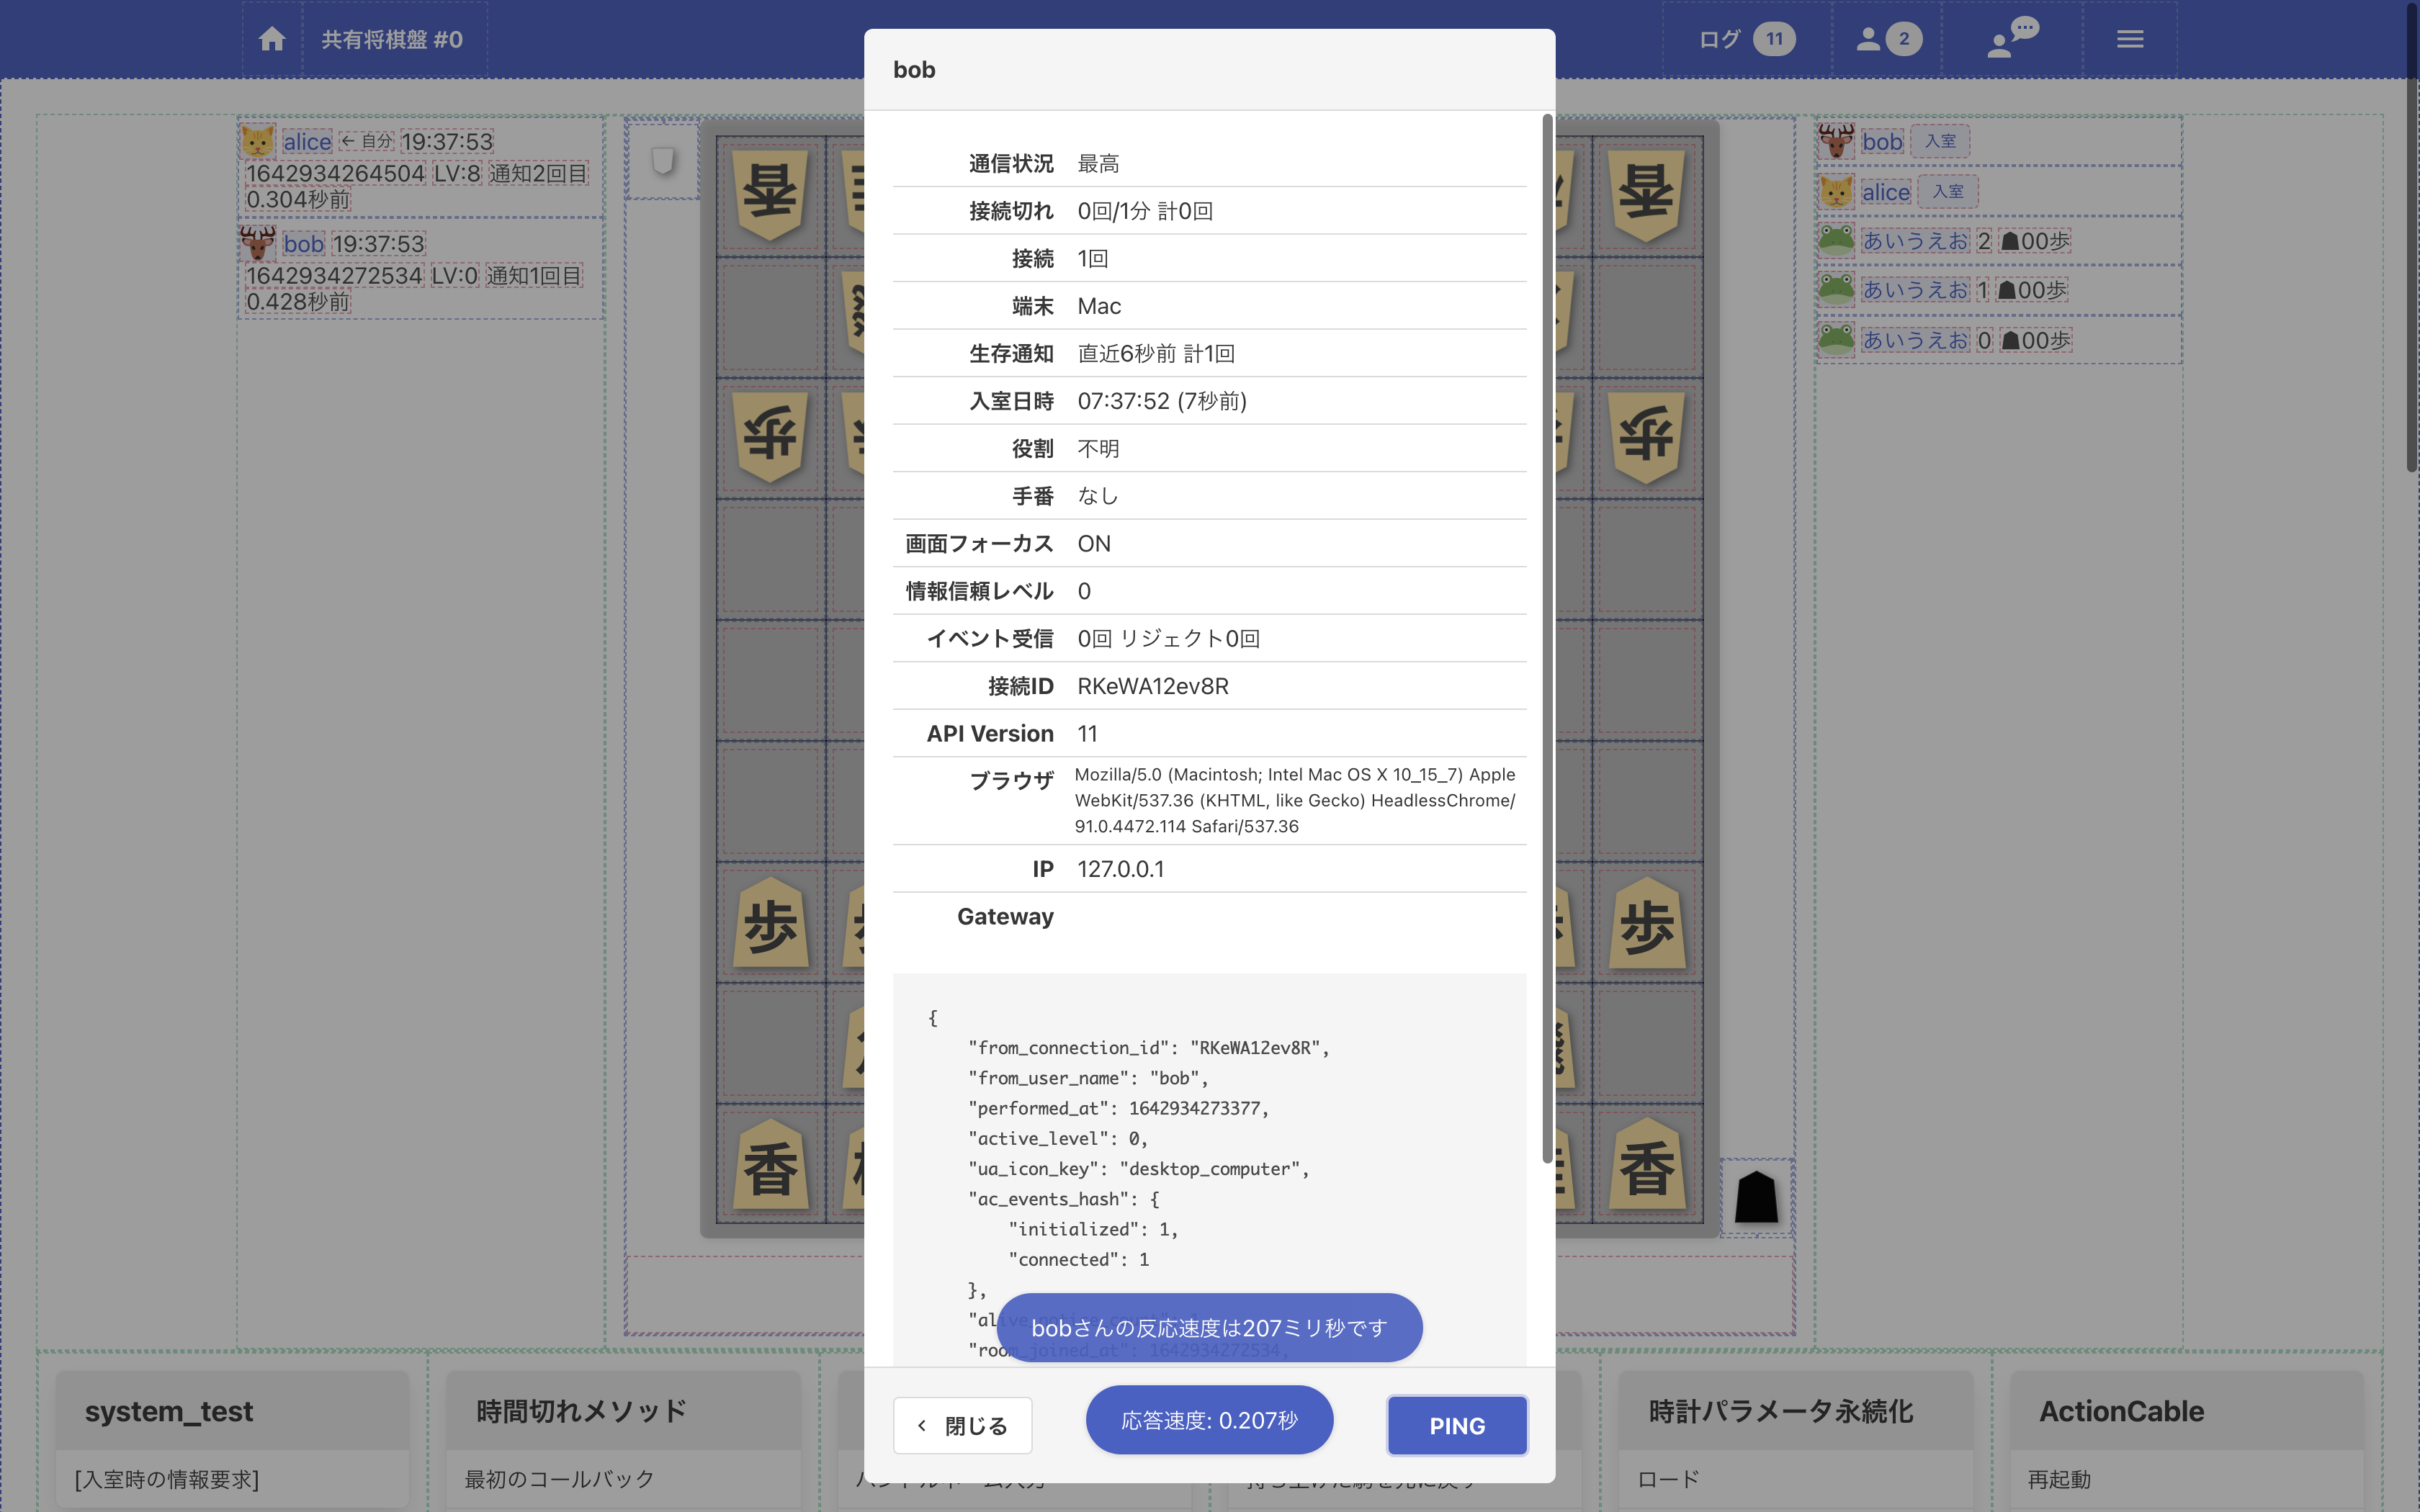 共有将棋盤 #0
ログ 11
2
alice ← 自分 19:37:53
1642934264504 LV:8 通知2回目
0.304秒前
bob 19:37:53
1642934272534 LV:0 通知1回目
0.428秒前
bob
通信状況 最高
接続切れ 0回/1分 計0回
接続 1回
端末 Mac
生存通知 直近6秒前 計1回
入室日時 07:37:52 (7秒前)
役割 不明
手番 なし
画面フォーカス ON
情報信頼レベル 0
イベント受信 0回 リジェクト0回
接続ID RKeWA12ev8R
API Version 11
ブラウザ Mozilla/5.0 (Macintosh; Intel Mac OS X 10_15_7) Apple
WebKit/537.36 (KHTML, like Gecko) HeadlessChrome/
91.0.4472.114 Safari/537.36
IP 127.0.0.1
Gateway
{
"from_connection_id": "RKeWA12ev8R",
"from_user_name": "bob",
"performed_at": 1642934273377,
"active_level": 0,
"ua_icon_key": "desktop_computer",
"ac_events_hash": {
"initialized": 1,
"connected": 1
},
"room_joined_at": 1642934272534,
bobさんの反応速度は207ミリ秒です
閉じる
応答速度: 0.207秒
PING
bob 入室
alice 入室
あいうえお 2 ☗00歩
あいうえお 1 ☗00歩
あいうえお 0 ☗00歩
香 香
歩 歩
歩 歩
香 香
system_test
[入室時の情報要求]
時間切れメソッド
最初のコールバック
時計パラメータ永続化
ロード
ActionCable
再起動